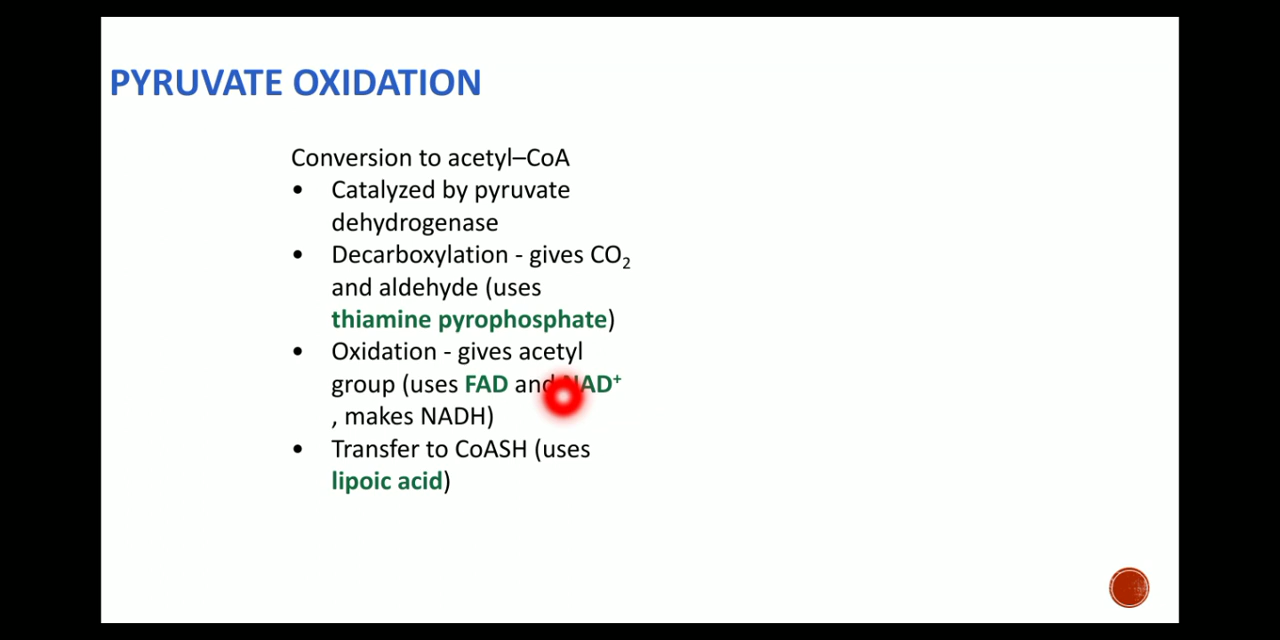 PYRUVATE OXIDATION
Conversion to acetyl–CoA
• Catalyzed by pyruvate
dehydrogenase
• Decarboxylation - gives CO₂
and aldehyde (uses
thiamine pyrophosphate)
• Oxidation - gives acetyl
group (uses FAD and NAD⁺
, makes NADH)
• Transfer to CoASH (uses
lipoic acid)